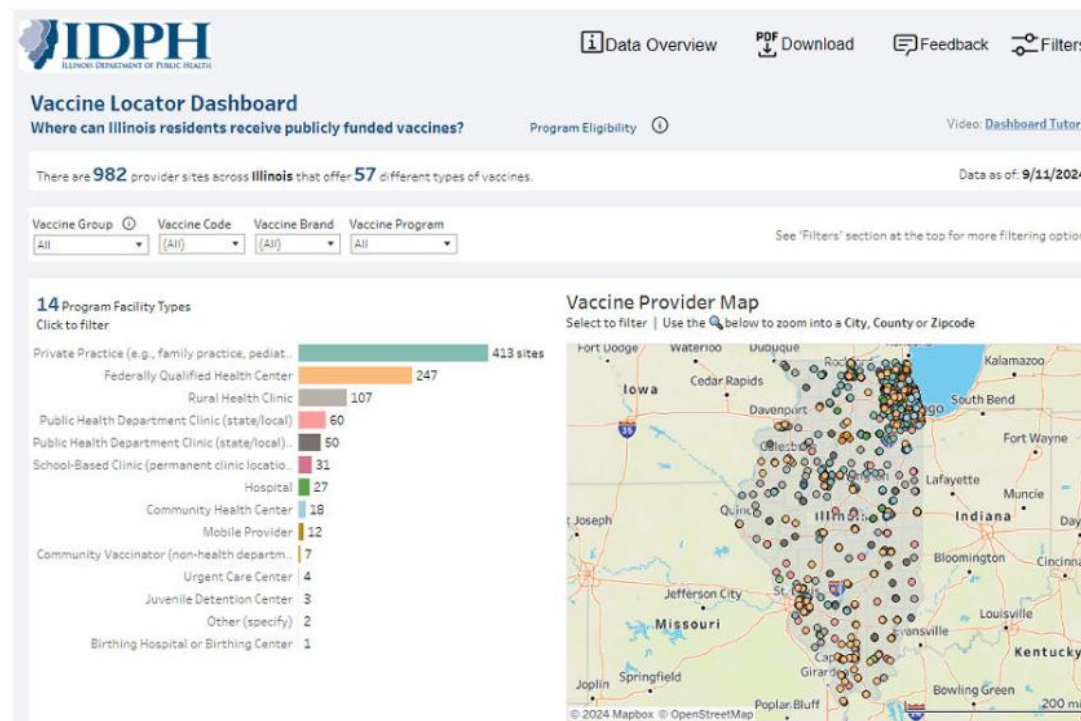 IDPH
ILLINOIS DEPARTMENT OF PUBLIC HEALTH
i Data Overview
PDF Download
Feedback
Filters
Vaccine Locator Dashboard
Where can Illinois residents receive publicly funded vaccines?
Program Eligibility
Video: Dashboard Tutor
There are 982 provider sites across Illinois that offer 57 different types of vaccines.
Data as of: 9/11/2024
Vaccine Group
Vaccine Code
Vaccine Brand
Vaccine Program
All
(All)
(All)
All
See 'Filters' section at the top for more filtering option
14 Program Facility Types
Click to filter
Private Practice (e.g., family practice, pediat.. 413 sites
Federally Qualified Health Center 247
Rural Health Clinic 107
Public Health Department Clinic (state/local) 60
Public Health Department Clinic (state/local).. 50
School-Based Clinic (permanent clinic locatio.. 31
Hospital 27
Community Health Center 18
Mobile Provider 12
Community Vaccinator (non-health departm.. 7
Urgent Care Center 4
Juvenile Detention Center 3
Other (specify) 2
Birthing Hospital or Birthing Center 1
Vaccine Provider Map
Select to filter | Use the below to zoom into a City, County or Zipcode
Fort Dodge
Waterloo
Dubuque
Kalamazoo
Iowa
Cedar Rapids
South Bend
Davenport
Fort Wayne
Lafayette
Muncie
Indiana
Joseph
Bloomington
Jefferson City
Missouri
Louisville
Kentucky
Springfield
Joplin
Bowling Green
Poplar Bluff
200 mi
© 2024 Mapbox © OpenStreetMap